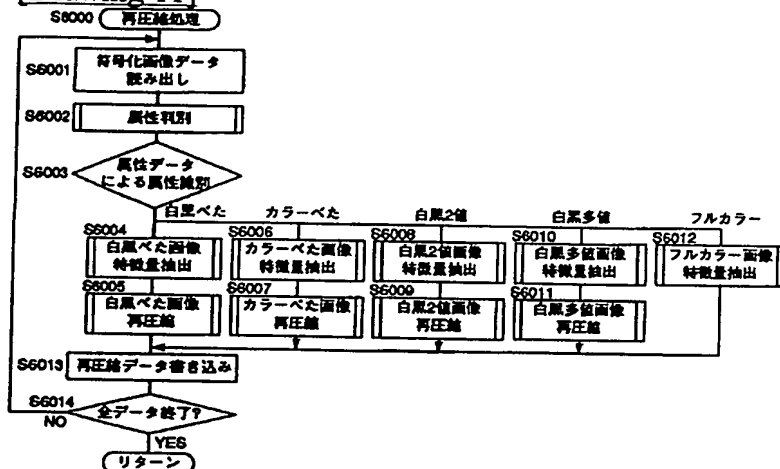 S6000 再圧縮処理
S6001 符号化画像データ
読み出し
S6002 属性判別
S6003 属性データ
による属性識別
白黒べた カラーべた 白黒2値 白黒多値 フルカラー
S6004 S6006 S6008 S6010 S6012
白黒べた画像 カラーべた画像 白黒2値画像 白黒多値画像 フルカラー画像
特徴量抽出 特徴量抽出 特徴量抽出 特徴量抽出 特徴量抽出
S6005 S6007 S6009 S6011
白黒べた画像 カラーべた画像 白黒2値画像 白黒多値画像
再圧縮 再圧縮 再圧縮 再圧縮
S6013 再圧縮データ書き込み
S6014 全データ終了?
NO
YES
リターン